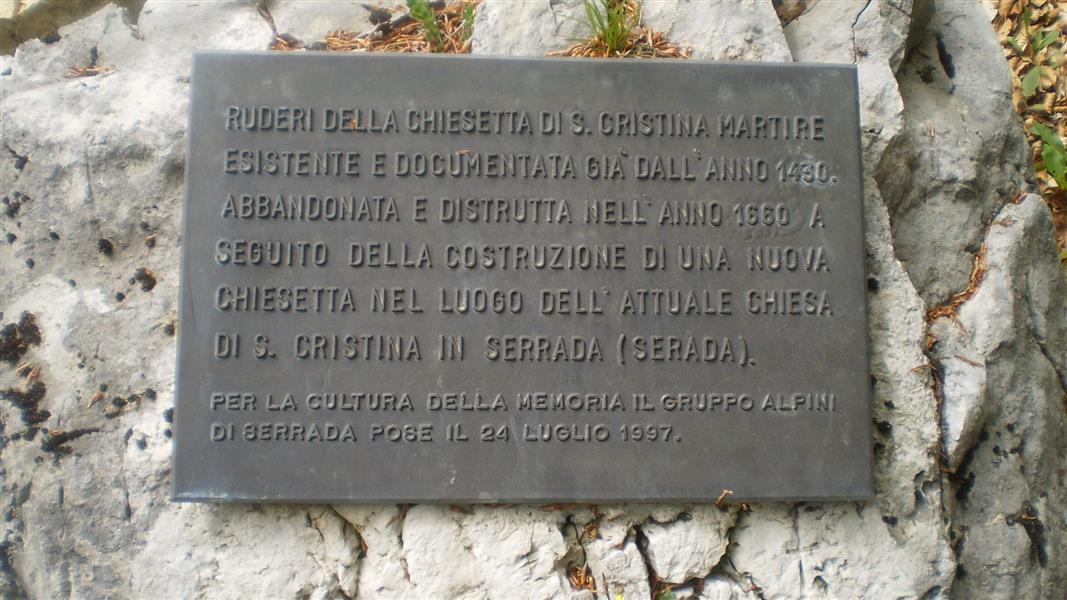 RUDERI DELLA CHIESETTA DI S. CRISTINA MARTIRE
ESISTENTE E DOCUMENTATA GIA' DALL'ANNO 1430.
ABBANDONATA E DISTRUTTA NELL'ANNO 1660 A
SEGUITO DELLA COSTRUZIONE DI UNA NUOVA
CHIESETTA NEL LUOGO DELL'ATTUALE CHIESA
DI S. CRISTINA IN SERRADA (SERADA).
PER LA CULTURA DELLA MEMORIA IL GRUPPO ALPINI
DI SERRADA POSE IL 24 LUGLIO 1997.